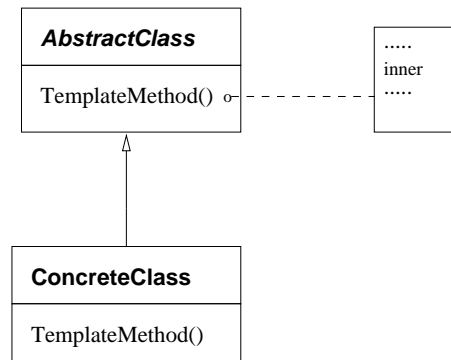 AbstractClass
TemplateMethod() o
.....
inner
.....
ConcreteClass
TemplateMethod()